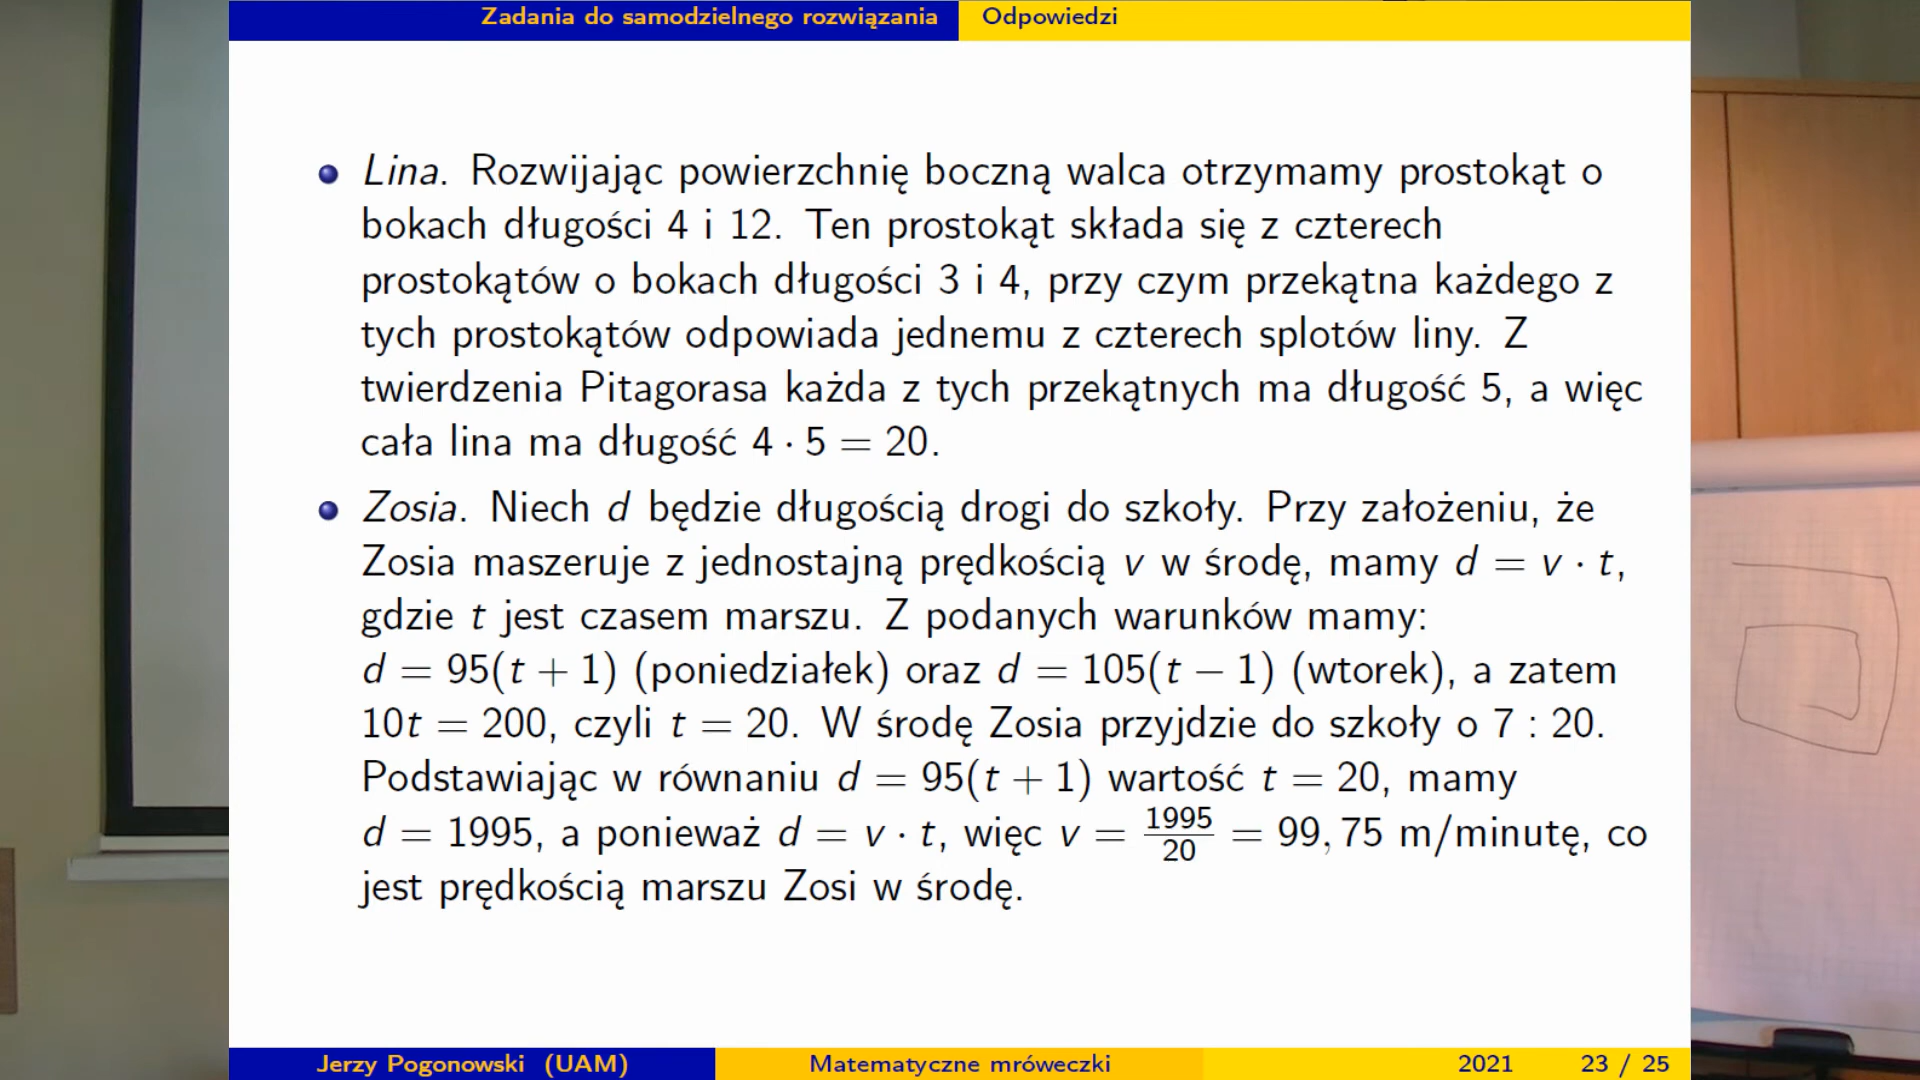 Zadania do samodzielnego rozwiązania Odpowiedzi
Lina. Rozwijając powierzchnię boczną walca otrzymamy prostokąt o
bokach długości 4 i 12. Ten prostokąt składa się z czterech
prostokątów o bokach długości 3 i 4, przy czym przekątna każdego z
tych prostokątów odpowiada jednemu z czterech splotów liny. Z
twierdzenia Pitagorasa każda z tych przekątnych ma długość 5, a więc
cała lina ma długość 4 · 5 = 20.
Zosia. Niech d będzie długością drogi do szkoły. Przy założeniu, że
Zosia maszeruje z jednostajną prędkością v w środę, mamy d = v · t,
gdzie t jest czasem marszu. Z podanych warunków mamy:
d = 95(t + 1) (poniedziałek) oraz d = 105(t − 1) (wtorek), a zatem
10t = 200, czyli t = 20. W środę Zosia przyjdzie do szkoły o 7 : 20.
Podstawiając w równaniu d = 95(t + 1) wartość t = 20, mamy
d = 1995, a ponieważ d = v · t, więc v = 1995/20 = 99, 75 m/minutę, co
jest prędkością marszu Zosi w środę.
Jerzy Pogonowski (UAM) Matematyczne mróweczki 2021 23 / 25